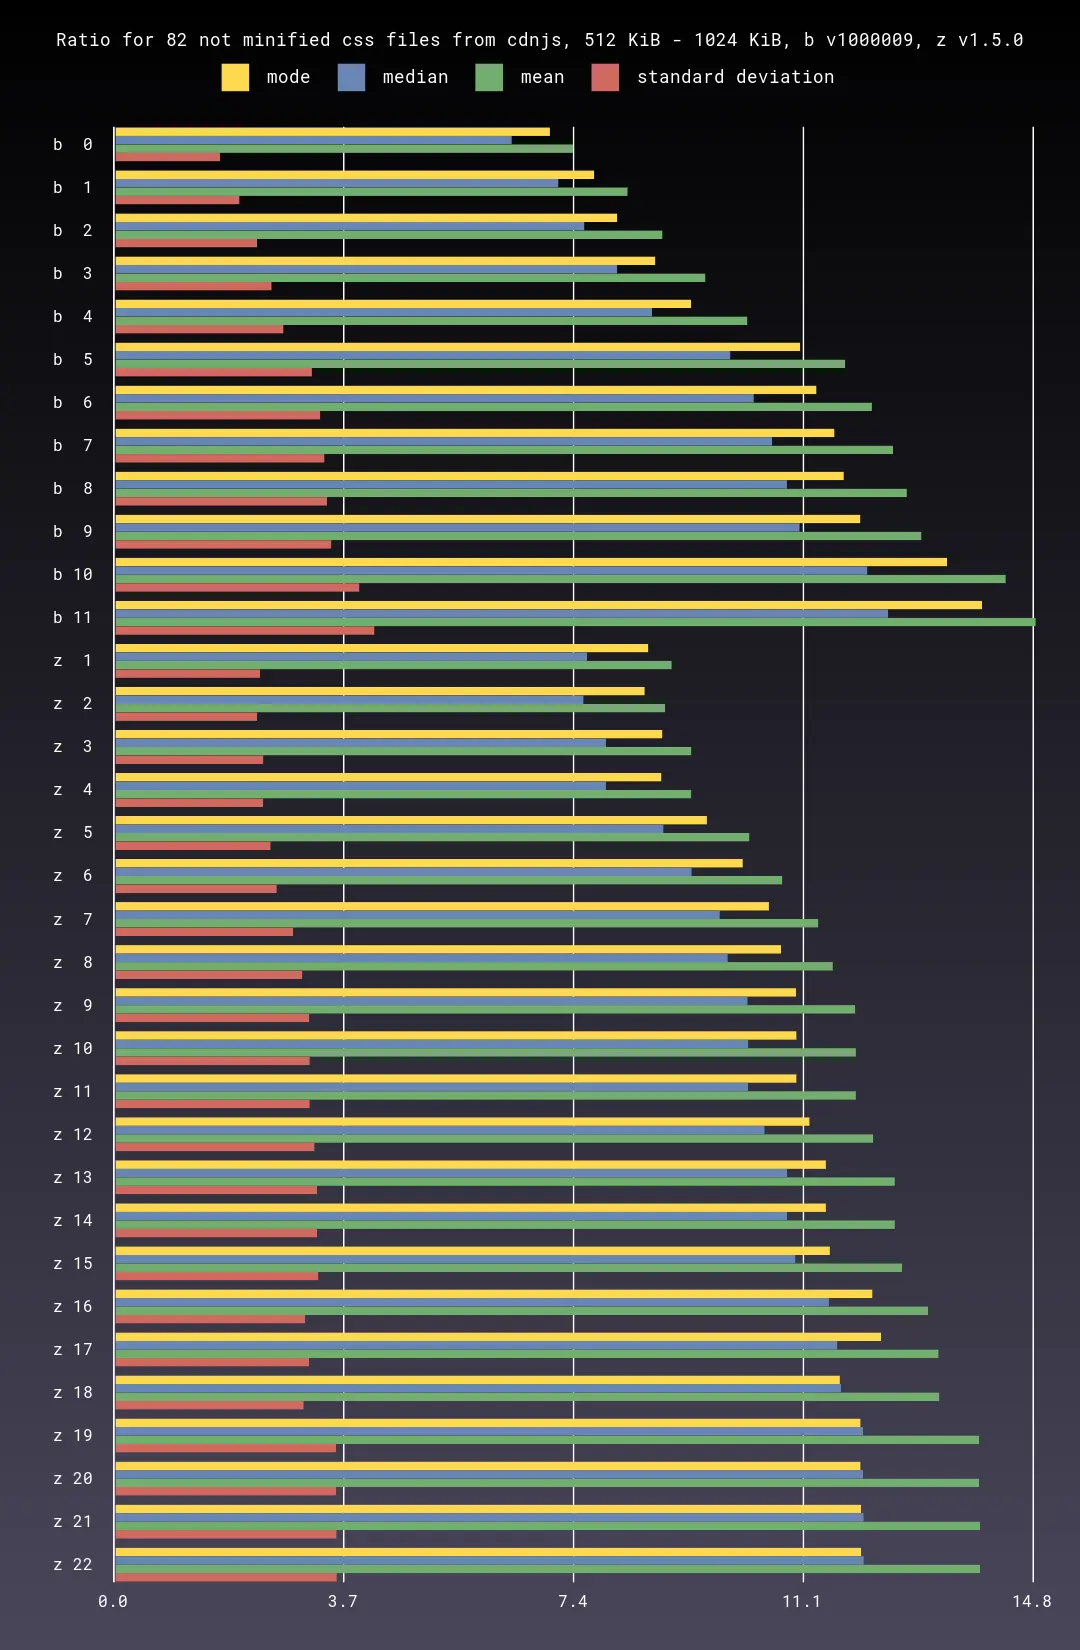 Ratio for 82 not minified css files from cdnjs, 512 KiB - 1024 KiB, b v1000009, z v1.5.0
mode median mean standard deviation
b 0
b 1
b 2
b 3
b 4
b 5
b 6
b 7
b 8
b 9
b 10
b 11
z 1
z 2
z 3
z 4
z 5
z 6
z 7
z 8
z 9
z 10
z 11
z 12
z 13
z 14
z 15
z 16
z 17
z 18
z 19
z 20
z 21
z 22
0.0 3.7 7.4 11.1 14.8